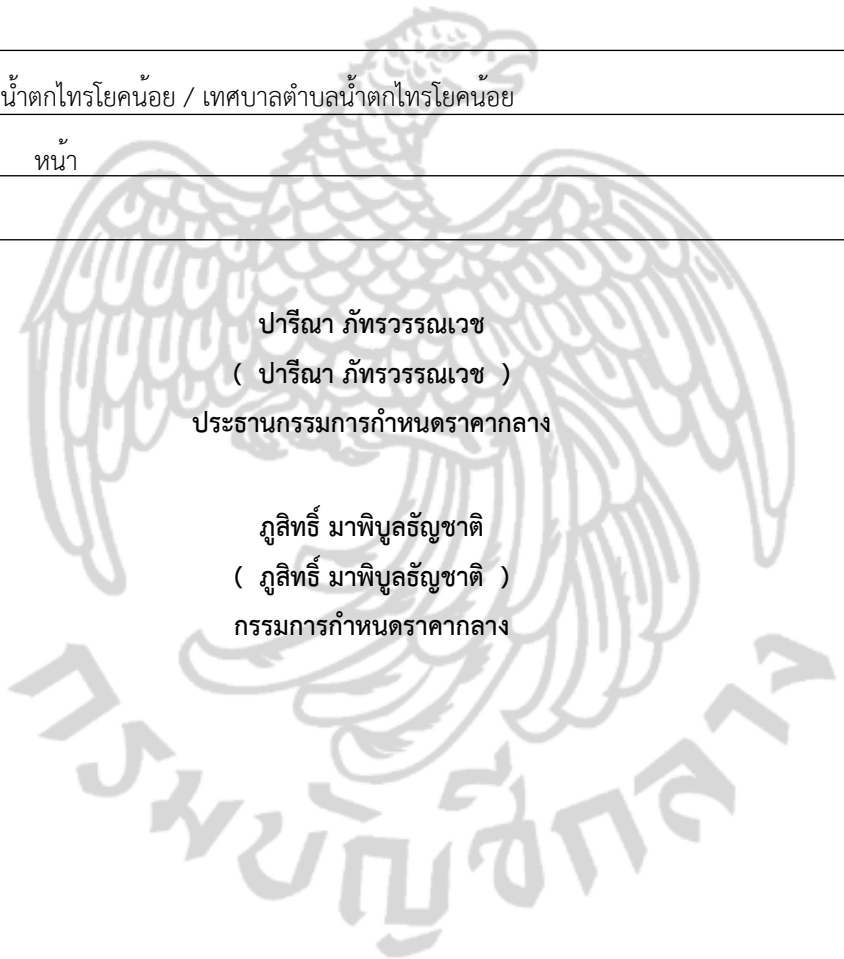 น้ำตกไทรโยคน้อย / เทศบาลตำบลน้ำตกไทรโยคน้อย
หน้า
ปารีณา ภัทรวรรณเวช
( ปารีณา ภัทรวรรณเวช )
ประธานกรรมการกำหนดราคากลาง
ภูสิทธิ์ มาพิบูลธัญชาติ
( ภูสิทธิ์ มาพิบูลธัญชาติ )
กรรมการกำหนดราคากลาง
กรมบัญชีกลาง